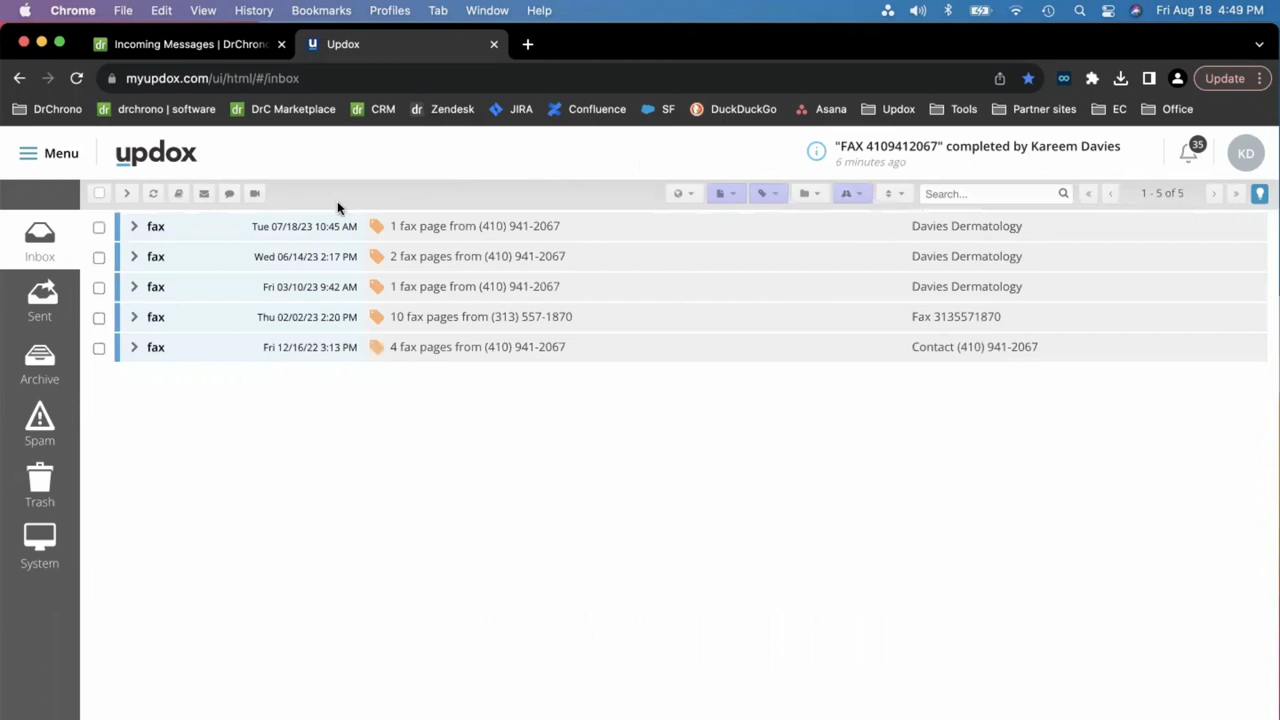 Chrome File Edit View History Bookmarks Profiles Tab Window Help Fri Aug 18 4:49 PM
Incoming Messages | DrChrono Updox
myupdox.com/ui/html/#/inbox Update
DrChrono drchrono | software DrC Marketplace CRM Zendesk JIRA Confluence SF DuckDuckGo Asana Updox Tools Partner sites EC Office
Menu updox "FAX 4109412067" completed by Kareem Davies 35 KD
6 minutes ago
Search... 1 - 5 of 5
fax Tue 07/18/23 10:45 AM 1 fax page from (410) 941-2067 Davies Dermatology
Inbox fax Wed 06/14/23 2:17 PM 2 fax pages from (410) 941-2067 Davies Dermatology
fax Fri 03/10/23 9:42 AM 1 fax page from (410) 941-2067 Davies Dermatology
Sent fax Thu 02/02/23 2:20 PM 10 fax pages from (313) 557-1870 Fax 3135571870
fax Fri 12/16/22 3:13 PM 4 fax pages from (410) 941-2067 Contact (410) 941-2067
Archive
Spam
Trash
System